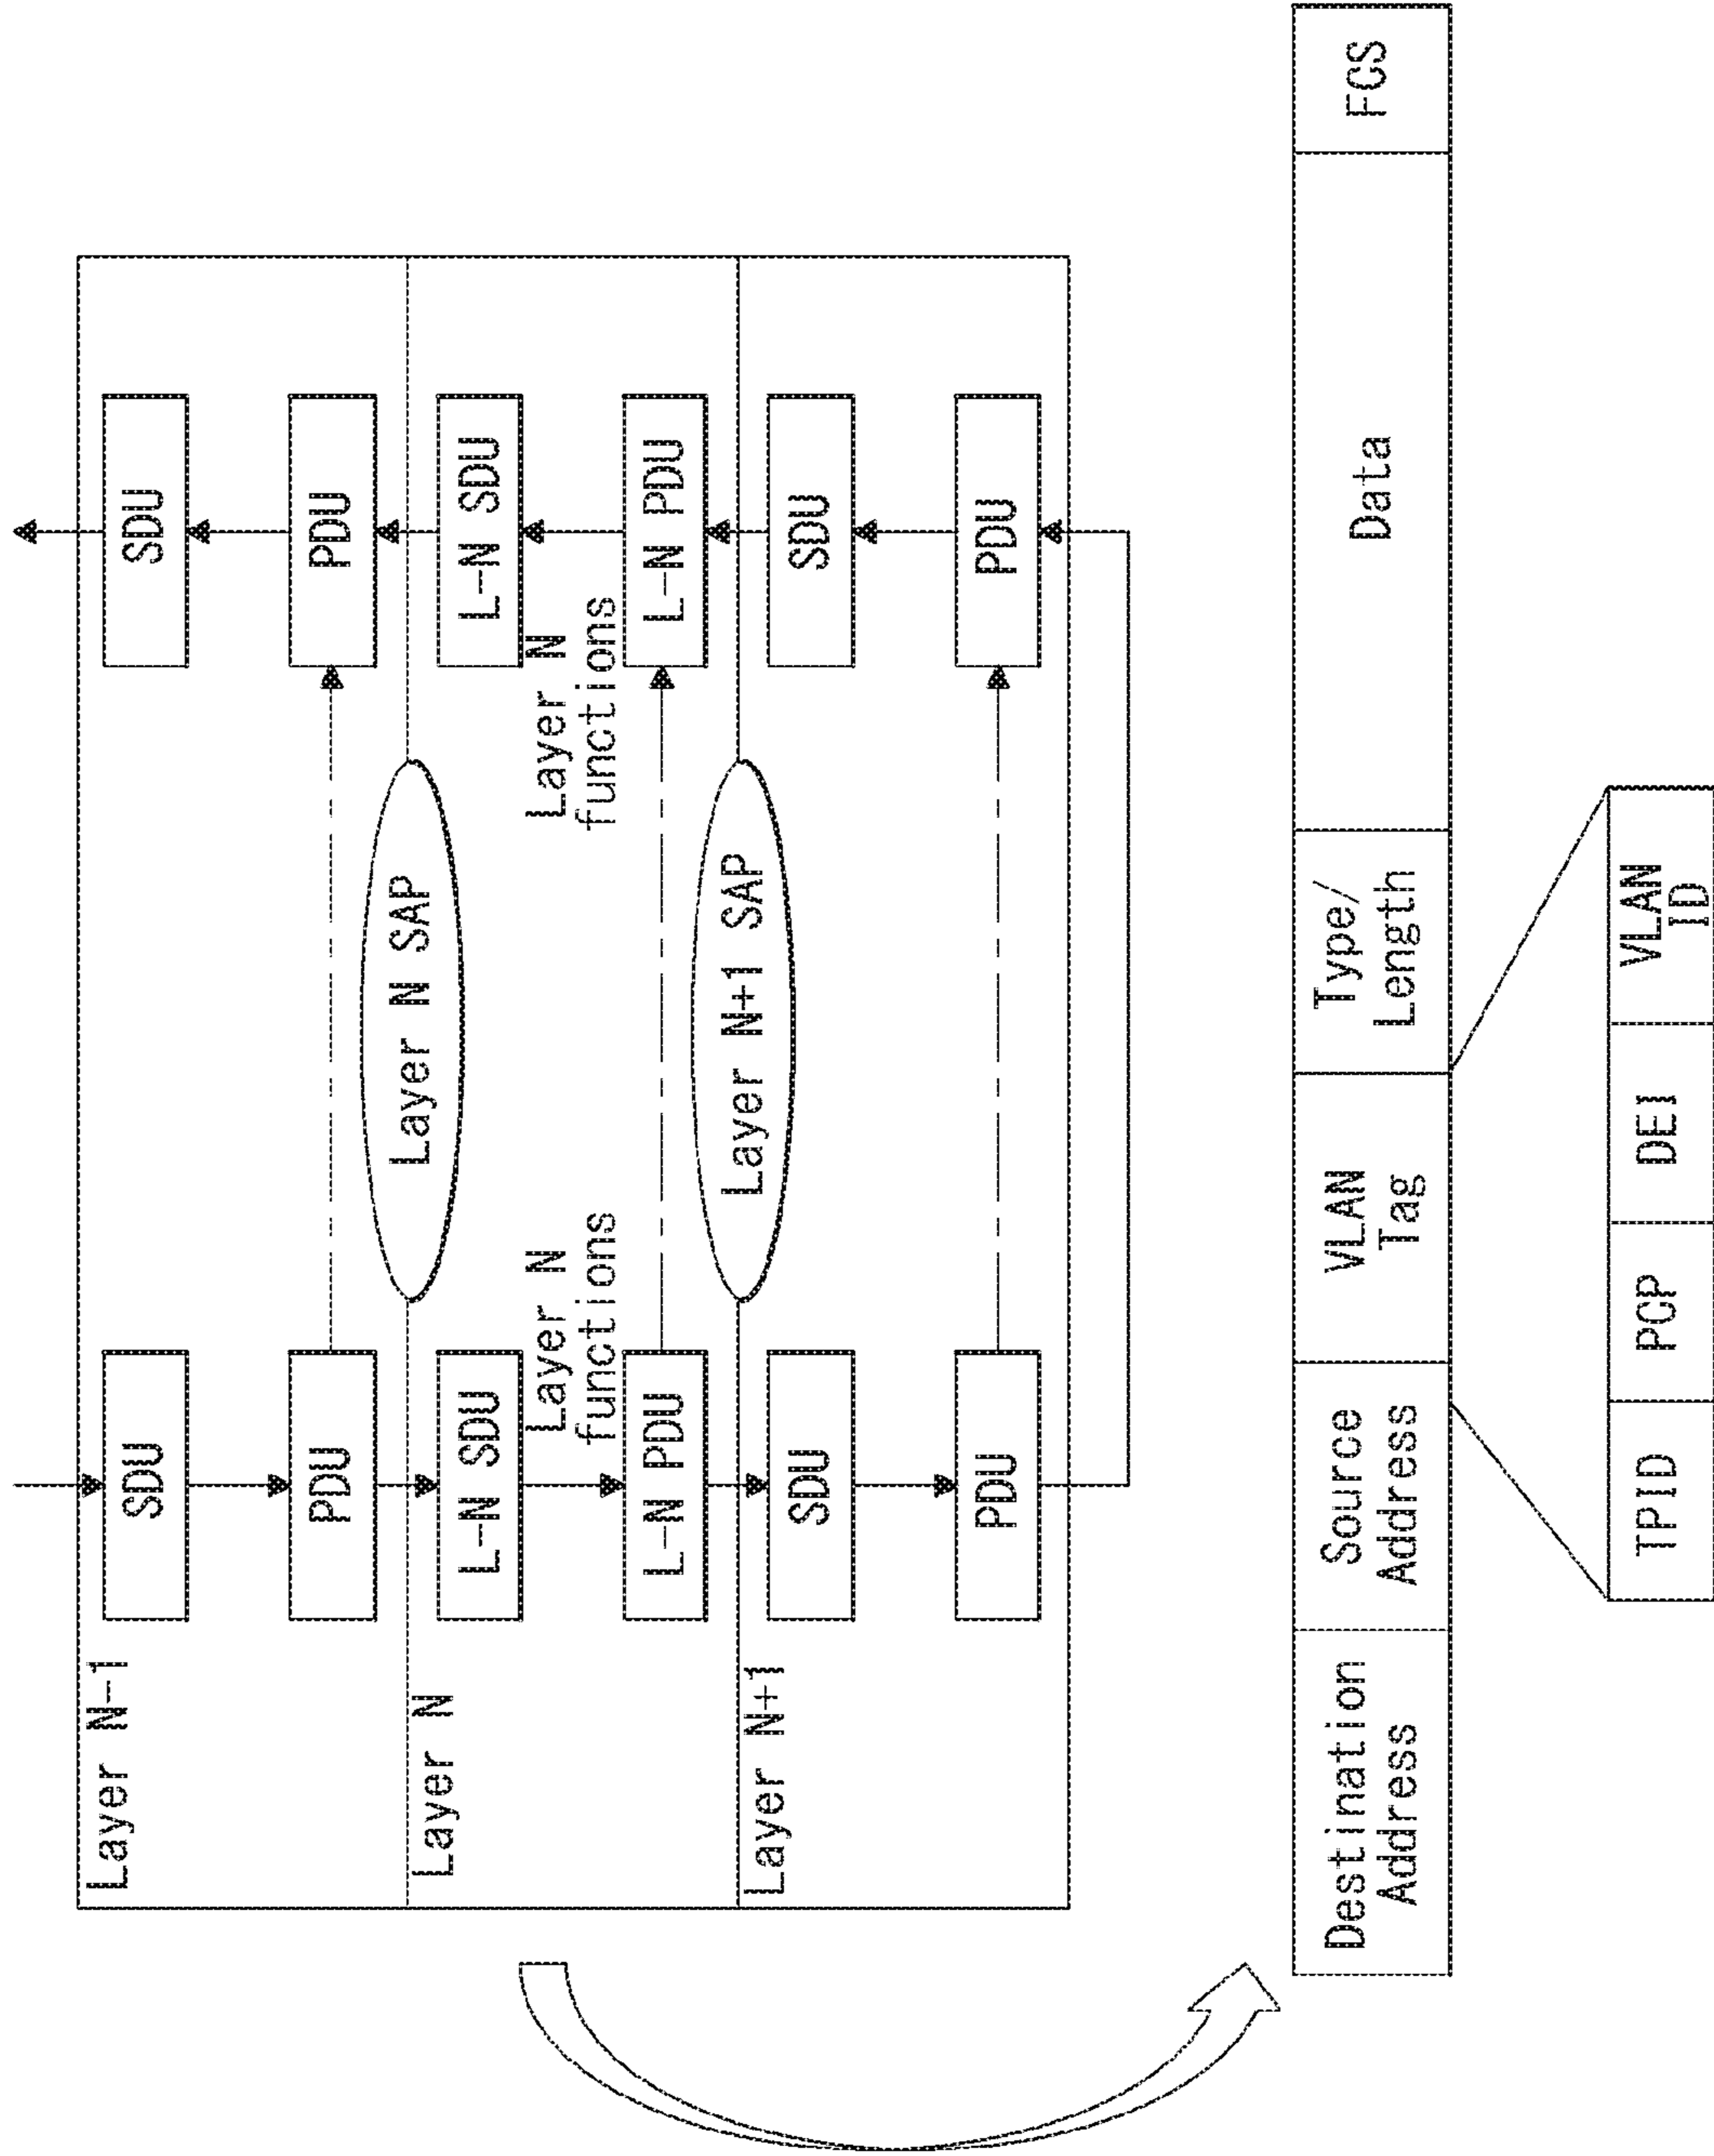 Layer N-1
SDU
SDU
PDU
PDU
Layer N SAP
Layer N
L-N SDU
L-N SDU
Layer N
functions
Layer N
functions
L-N PDU
L-N PDU
Layer N+1 SAP
Layer N+1
SDU
SDU
PDU
PDU
Destination
Address
Source
Address
VLAN
Tag
Type/
Length
Data
FCS
TPID
PCP
DEI
VLAN
ID